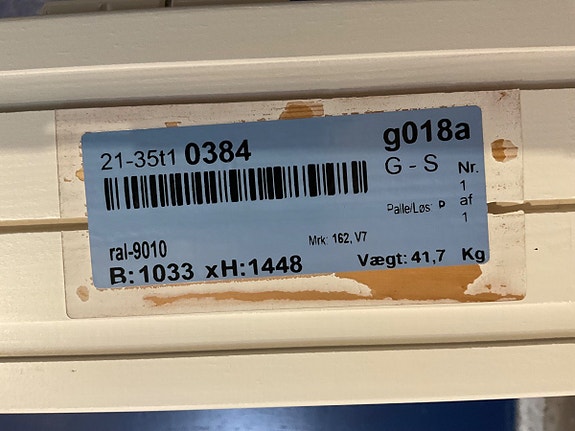 21-35t1 0384
g018a
G - S
Nr.
1
af
1
Palle/Løs: P
ral-9010
Mrk: 162, V7
B:1033 xH:1448
Vægt: 41,7 Kg